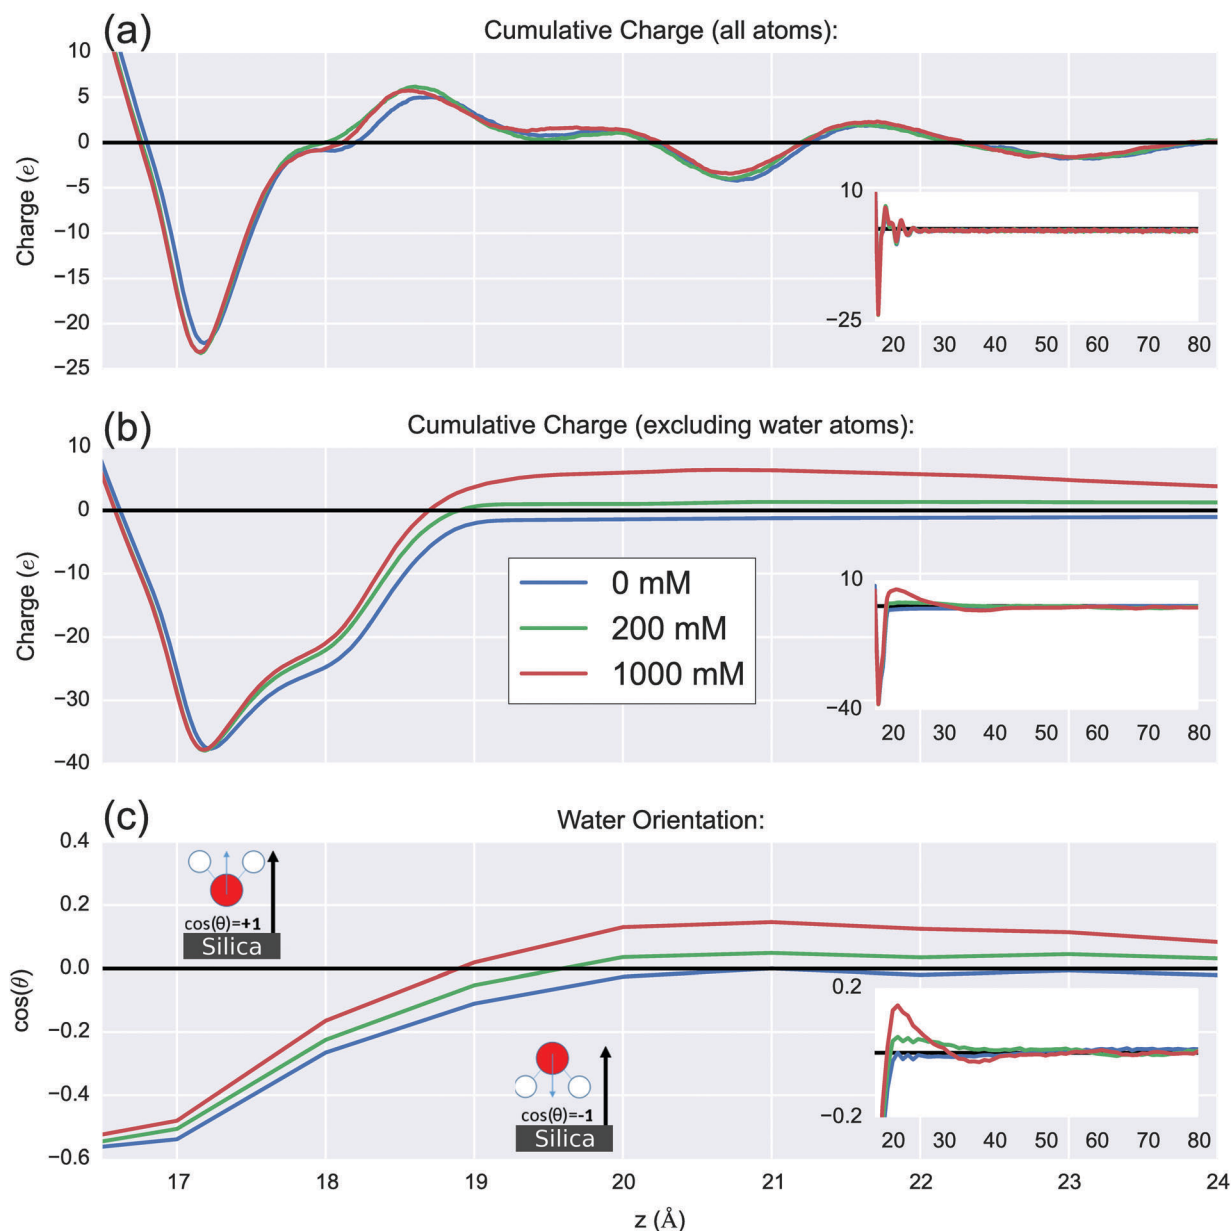 (a)
Cumulative Charge (all atoms):
10
5
0
−5
−10
−15
−20
−25
Charge (e)
10
−25
20 30 40 50 60 70 80
(b)
Cumulative Charge (excluding water atoms):
10
0
−10
−20
−30
−40
Charge (e)
0 mM
200 mM
1000 mM
10
−40
20 30 40 50 60 70 80
(c)
Water Orientation:
0.4
0.2
0.0
−0.2
−0.4
−0.6
cos(θ)
cos(θ)=+1
Silica
cos(θ)=-1
Silica
0.2
−0.2
20 30 40 50 60 70 80
17 18 19 20 21 22 23 24
z (Å)